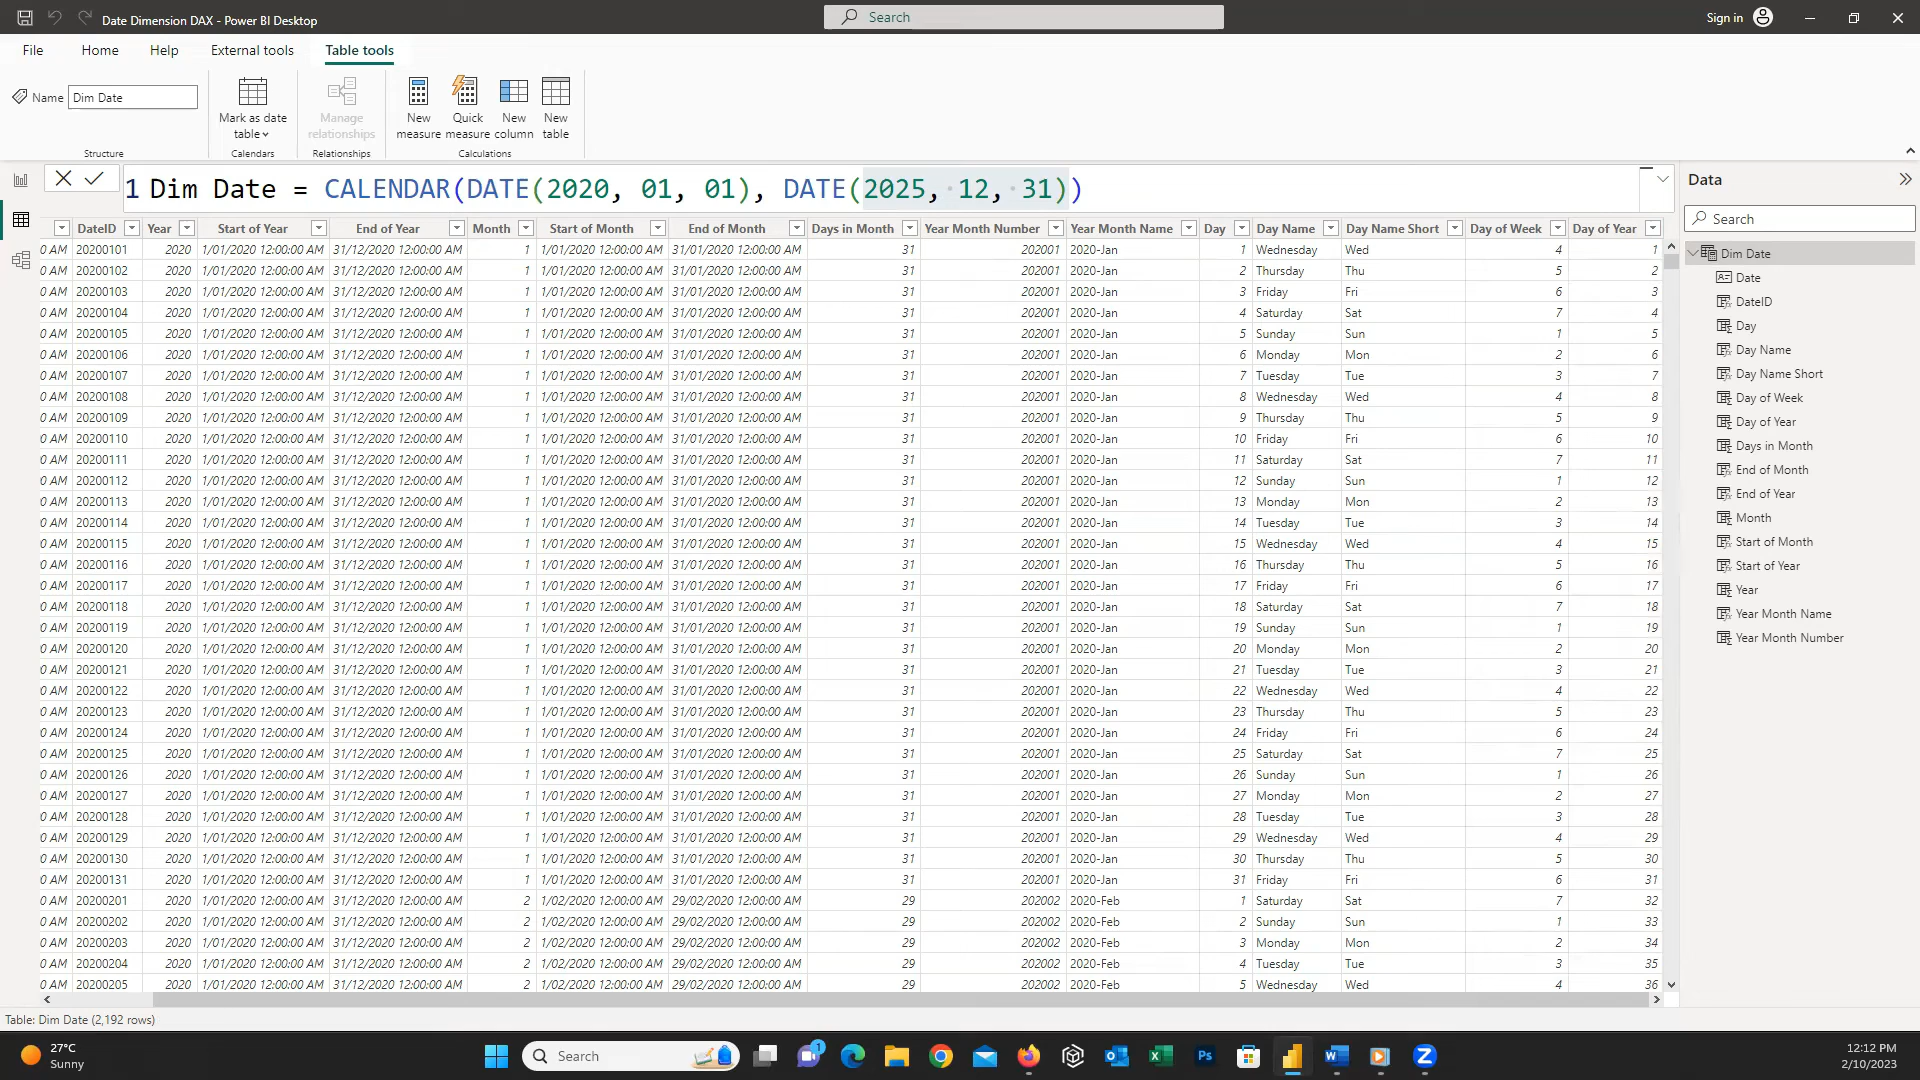 Date Dimension DAX - Power BI Desktop
Search
Sign in
File Home Help External tools Table tools
Name Dim Date
Mark as date table
Manage relationships
New measure
Quick measure
New column
New table
Structure Calendars Relationships Calculations
1 Dim Date = CALENDAR(DATE(2020, 01, 01), DATE(2025, 12, 31))
DateID Year Start of Year End of Year Month Start of Month End of Month Days in Month Year Month Number Year Month Name Day Day Name Day Name Short Day of Week Day of Year
0 AM 20200101 2020 1/01/2020 12:00:00 AM 31/12/2020 12:00:00 AM 1 1/01/2020 12:00:00 AM 31/01/2020 12:00:00 AM 31 202001 2020-Jan 1 Wednesday Wed 4 1
0 AM 20200102 2020 1/01/2020 12:00:00 AM 31/12/2020 12:00:00 AM 1 1/01/2020 12:00:00 AM 31/01/2020 12:00:00 AM 31 202001 2020-Jan 2 Thursday Thu 5 2
0 AM 20200103 2020 1/01/2020 12:00:00 AM 31/12/2020 12:00:00 AM 1 1/01/2020 12:00:00 AM 31/01/2020 12:00:00 AM 31 202001 2020-Jan 3 Friday Fri 6 3
0 AM 20200104 2020 1/01/2020 12:00:00 AM 31/12/2020 12:00:00 AM 1 1/01/2020 12:00:00 AM 31/01/2020 12:00:00 AM 31 202001 2020-Jan 4 Saturday Sat 7 4
0 AM 20200105 2020 1/01/2020 12:00:00 AM 31/12/2020 12:00:00 AM 1 1/01/2020 12:00:00 AM 31/01/2020 12:00:00 AM 31 202001 2020-Jan 5 Sunday Sun 1 5
0 AM 20200106 2020 1/01/2020 12:00:00 AM 31/12/2020 12:00:00 AM 1 1/01/2020 12:00:00 AM 31/01/2020 12:00:00 AM 31 202001 2020-Jan 6 Monday Mon 2 6
0 AM 20200107 2020 1/01/2020 12:00:00 AM 31/12/2020 12:00:00 AM 1 1/01/2020 12:00:00 AM 31/01/2020 12:00:00 AM 31 202001 2020-Jan 7 Tuesday Tue 3 7
0 AM 20200108 2020 1/01/2020 12:00:00 AM 31/12/2020 12:00:00 AM 1 1/01/2020 12:00:00 AM 31/01/2020 12:00:00 AM 31 202001 2020-Jan 8 Wednesday Wed 4 8
0 AM 20200109 2020 1/01/2020 12:00:00 AM 31/12/2020 12:00:00 AM 1 1/01/2020 12:00:00 AM 31/01/2020 12:00:00 AM 31 202001 2020-Jan 9 Thursday Thu 5 9
0 AM 20200110 2020 1/01/2020 12:00:00 AM 31/12/2020 12:00:00 AM 1 1/01/2020 12:00:00 AM 31/01/2020 12:00:00 AM 31 202001 2020-Jan 10 Friday Fri 6 10
0 AM 20200111 2020 1/01/2020 12:00:00 AM 31/12/2020 12:00:00 AM 1 1/01/2020 12:00:00 AM 31/01/2020 12:00:00 AM 31 202001 2020-Jan 11 Saturday Sat 7 11
0 AM 20200112 2020 1/01/2020 12:00:00 AM 31/12/2020 12:00:00 AM 1 1/01/2020 12:00:00 AM 31/01/2020 12:00:00 AM 31 202001 2020-Jan 12 Sunday Sun 1 12
0 AM 20200113 2020 1/01/2020 12:00:00 AM 31/12/2020 12:00:00 AM 1 1/01/2020 12:00:00 AM 31/01/2020 12:00:00 AM 31 202001 2020-Jan 13 Monday Mon 2 13
0 AM 20200114 2020 1/01/2020 12:00:00 AM 31/12/2020 12:00:00 AM 1 1/01/2020 12:00:00 AM 31/01/2020 12:00:00 AM 31 202001 2020-Jan 14 Tuesday Tue 3 14
0 AM 20200115 2020 1/01/2020 12:00:00 AM 31/12/2020 12:00:00 AM 1 1/01/2020 12:00:00 AM 31/01/2020 12:00:00 AM 31 202001 2020-Jan 15 Wednesday Wed 4 15
0 AM 20200116 2020 1/01/2020 12:00:00 AM 31/12/2020 12:00:00 AM 1 1/01/2020 12:00:00 AM 31/01/2020 12:00:00 AM 31 202001 2020-Jan 16 Thursday Thu 5 16
0 AM 20200117 2020 1/01/2020 12:00:00 AM 31/12/2020 12:00:00 AM 1 1/01/2020 12:00:00 AM 31/01/2020 12:00:00 AM 31 202001 2020-Jan 17 Friday Fri 6 17
0 AM 20200118 2020 1/01/2020 12:00:00 AM 31/12/2020 12:00:00 AM 1 1/01/2020 12:00:00 AM 31/01/2020 12:00:00 AM 31 202001 2020-Jan 18 Saturday Sat 7 18
0 AM 20200119 2020 1/01/2020 12:00:00 AM 31/12/2020 12:00:00 AM 1 1/01/2020 12:00:00 AM 31/01/2020 12:00:00 AM 31 202001 2020-Jan 19 Sunday Sun 1 19
0 AM 20200120 2020 1/01/2020 12:00:00 AM 31/12/2020 12:00:00 AM 1 1/01/2020 12:00:00 AM 31/01/2020 12:00:00 AM 31 202001 2020-Jan 20 Monday Mon 2 20
0 AM 20200121 2020 1/01/2020 12:00:00 AM 31/12/2020 12:00:00 AM 1 1/01/2020 12:00:00 AM 31/01/2020 12:00:00 AM 31 202001 2020-Jan 21 Tuesday Tue 3 21
0 AM 20200122 2020 1/01/2020 12:00:00 AM 31/12/2020 12:00:00 AM 1 1/01/2020 12:00:00 AM 31/01/2020 12:00:00 AM 31 202001 2020-Jan 22 Wednesday Wed 4 22
0 AM 20200123 2020 1/01/2020 12:00:00 AM 31/12/2020 12:00:00 AM 1 1/01/2020 12:00:00 AM 31/01/2020 12:00:00 AM 31 202001 2020-Jan 23 Thursday Thu 5 23
0 AM 20200124 2020 1/01/2020 12:00:00 AM 31/12/2020 12:00:00 AM 1 1/01/2020 12:00:00 AM 31/01/2020 12:00:00 AM 31 202001 2020-Jan 24 Friday Fri 6 24
0 AM 20200125 2020 1/01/2020 12:00:00 AM 31/12/2020 12:00:00 AM 1 1/01/2020 12:00:00 AM 31/01/2020 12:00:00 AM 31 202001 2020-Jan 25 Saturday Sat 7 25
0 AM 20200126 2020 1/01/2020 12:00:00 AM 31/12/2020 12:00:00 AM 1 1/01/2020 12:00:00 AM 31/01/2020 12:00:00 AM 31 202001 2020-Jan 26 Sunday Sun 1 26
0 AM 20200127 2020 1/01/2020 12:00:00 AM 31/12/2020 12:00:00 AM 1 1/01/2020 12:00:00 AM 31/01/2020 12:00:00 AM 31 202001 2020-Jan 27 Monday Mon 2 27
0 AM 20200128 2020 1/01/2020 12:00:00 AM 31/12/2020 12:00:00 AM 1 1/01/2020 12:00:00 AM 31/01/2020 12:00:00 AM 31 202001 2020-Jan 28 Tuesday Tue 3 28
0 AM 20200129 2020 1/01/2020 12:00:00 AM 31/12/2020 12:00:00 AM 1 1/01/2020 12:00:00 AM 31/01/2020 12:00:00 AM 31 202001 2020-Jan 29 Wednesday Wed 4 29
0 AM 20200130 2020 1/01/2020 12:00:00 AM 31/12/2020 12:00:00 AM 1 1/01/2020 12:00:00 AM 31/01/2020 12:00:00 AM 31 202001 2020-Jan 30 Thursday Thu 5 30
0 AM 20200131 2020 1/01/2020 12:00:00 AM 31/12/2020 12:00:00 AM 1 1/01/2020 12:00:00 AM 31/01/2020 12:00:00 AM 31 202001 2020-Jan 31 Friday Fri 6 31
0 AM 20200201 2020 1/01/2020 12:00:00 AM 31/12/2020 12:00:00 AM 2 1/02/2020 12:00:00 AM 29/02/2020 12:00:00 AM 29 202002 2020-Feb 1 Saturday Sat 7 32
0 AM 20200202 2020 1/01/2020 12:00:00 AM 31/12/2020 12:00:00 AM 2 1/02/2020 12:00:00 AM 29/02/2020 12:00:00 AM 29 202002 2020-Feb 2 Sunday Sun 1 33
0 AM 20200203 2020 1/01/2020 12:00:00 AM 31/12/2020 12:00:00 AM 2 1/02/2020 12:00:00 AM 29/02/2020 12:00:00 AM 29 202002 2020-Feb 3 Monday Mon 2 34
0 AM 20200204 2020 1/01/2020 12:00:00 AM 31/12/2020 12:00:00 AM 2 1/02/2020 12:00:00 AM 29/02/2020 12:00:00 AM 29 202002 2020-Feb 4 Tuesday Tue 3 35
0 AM 20200205 2020 1/01/2020 12:00:00 AM 31/12/2020 12:00:00 AM 2 1/02/2020 12:00:00 AM 29/02/2020 12:00:00 AM 29 202002 2020-Feb 5 Wednesday Wed 4 36
Table: Dim Date (2,192 rows)
Data
Search
Dim Date
Date
DateID
Day
Day Name
Day Name Short
Day of Week
Day of Year
Days in Month
End of Month
End of Year
Month
Start of Month
Start of Year
Year
Year Month Name
Year Month Number
27°C
Sunny
Search
1
Ps
W
Z
12:12 PM
2/10/2023